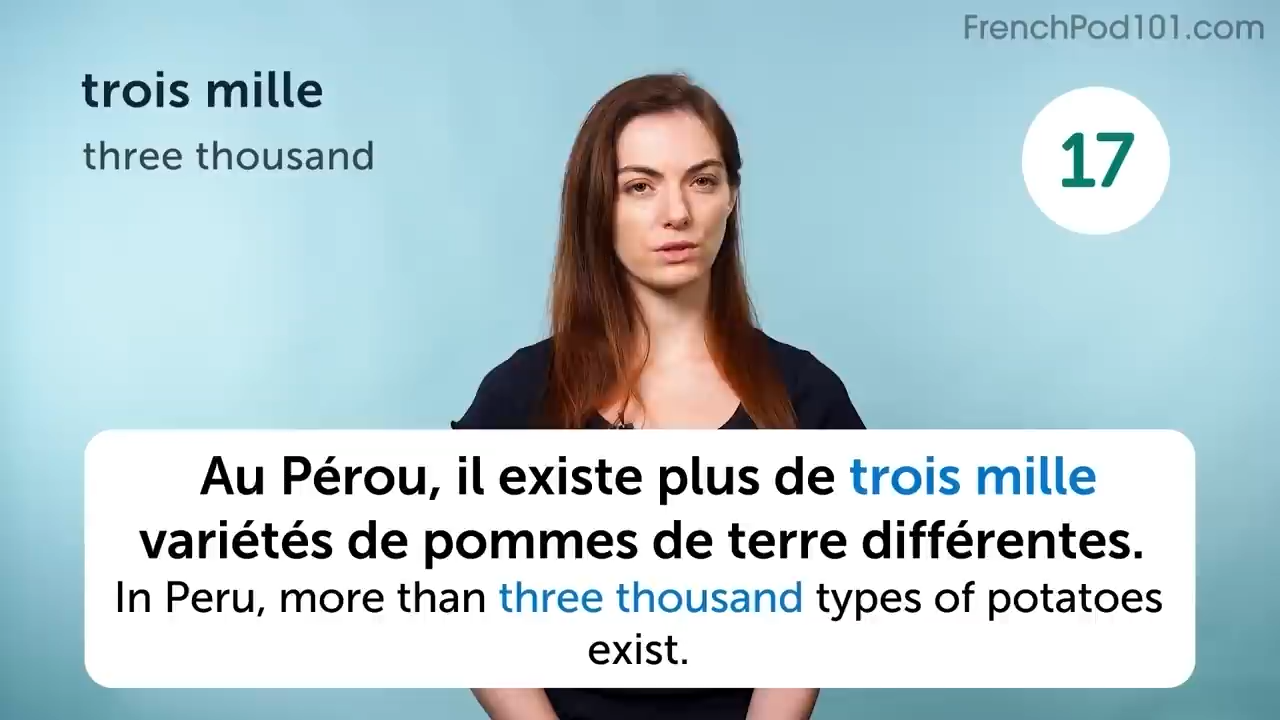 FrenchPod101.com
trois mille
three thousand
17
Au Pérou, il existe plus de trois mille
variétés de pommes de terre différentes.
In Peru, more than three thousand types of potatoes
exist.